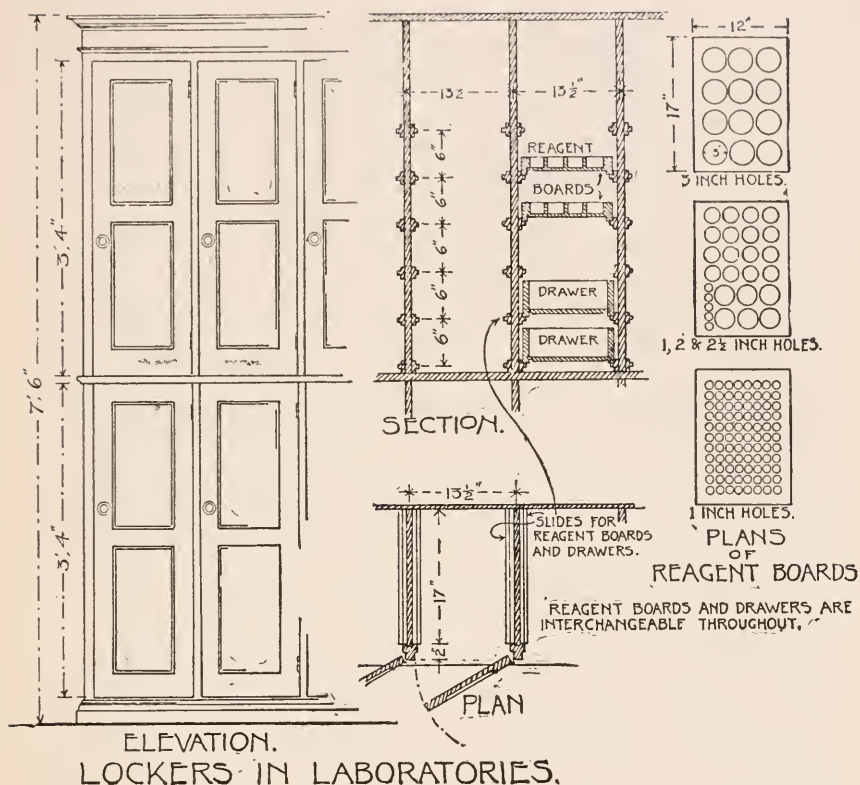 7'. 6"
3'. 4"
3'. 4"
ELEVATION.
LOCKERS IN LABORATORIES.
13½
13½"
6"
6"
6"
6"
6"
REAGENT
BOARDS
DRAWER
DRAWER
SECTION.
13½"
17"
2"
SLIDES FOR
REAGENT BOARDS
AND DRAWERS.
PLAN
12"
17"
3"
3 INCH HOLES.
1, 2 & 2½ INCH HOLES.
1 INCH HOLES.
PLANS
OF
REAGENT BOARDS
REAGENT BOARDS AND DRAWERS ARE
INTERCHANGEABLE THROUGHOUT.